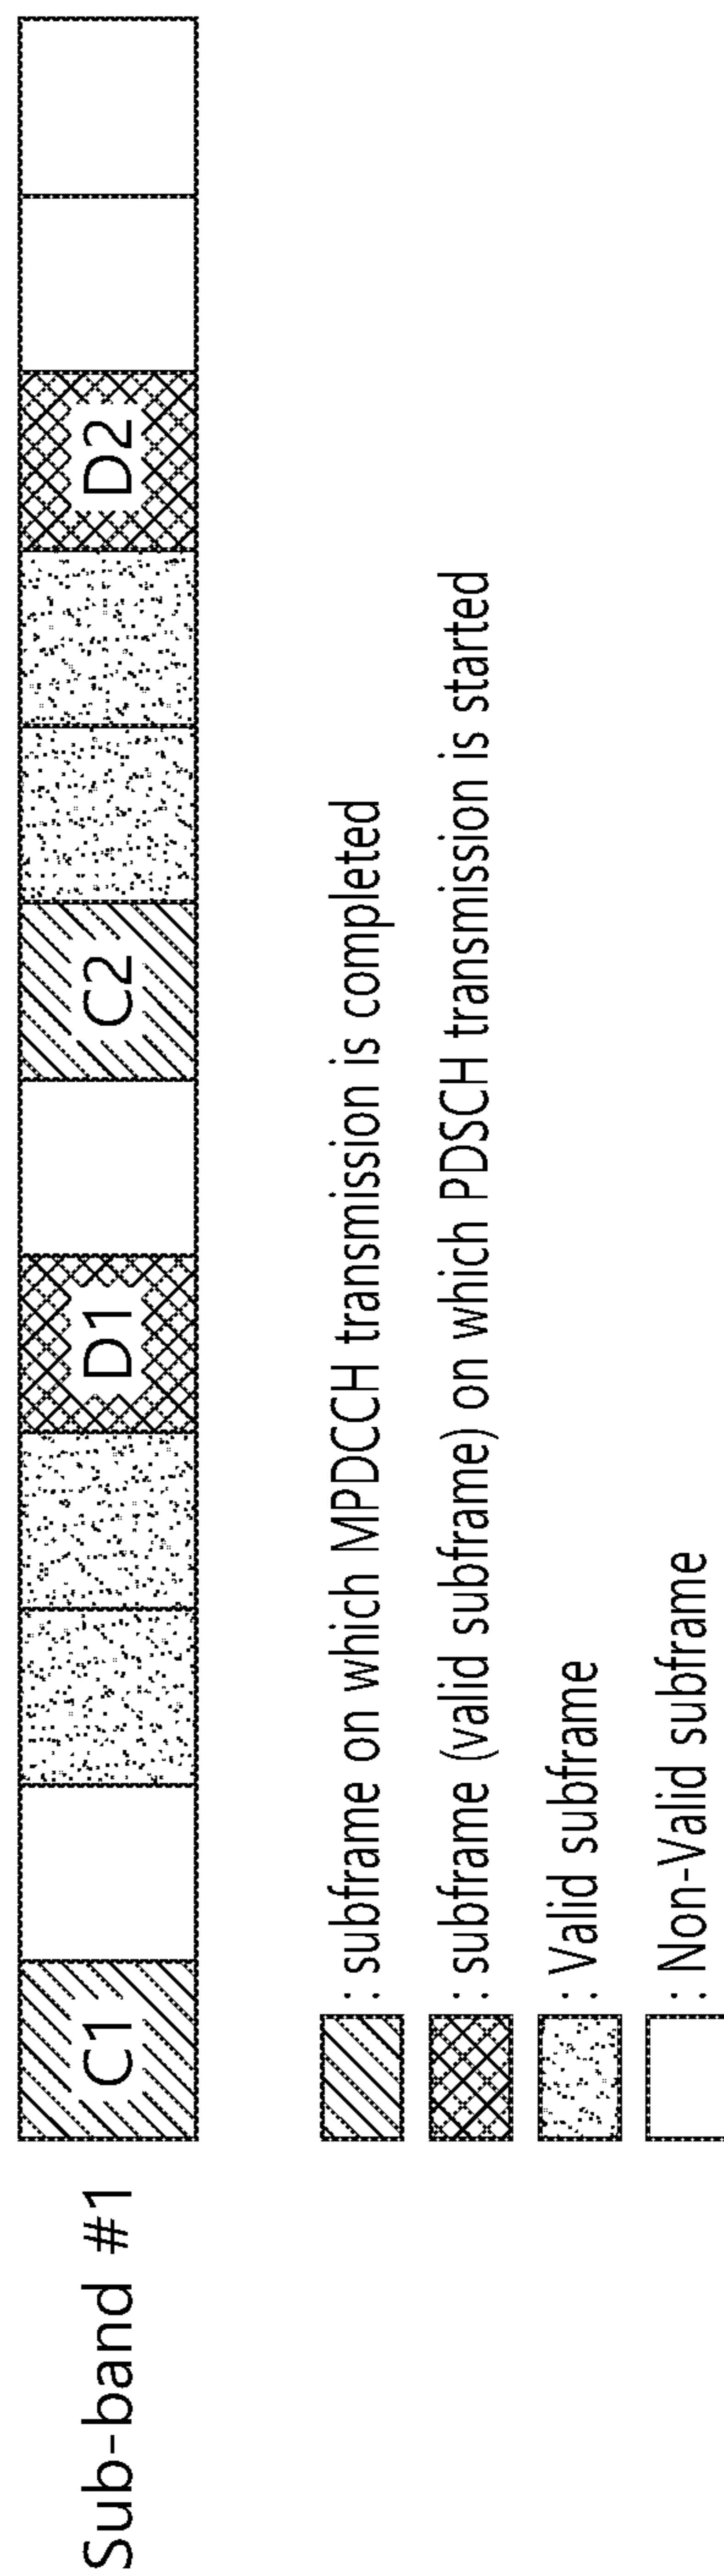 Sub-band #1
C1
D1
C2
D2
: subframe on which MPDCCH transmission is completed
: subframe (valid subframe) on which PDSCH transmission is started
: Valid subframe
: Non-Valid subframe